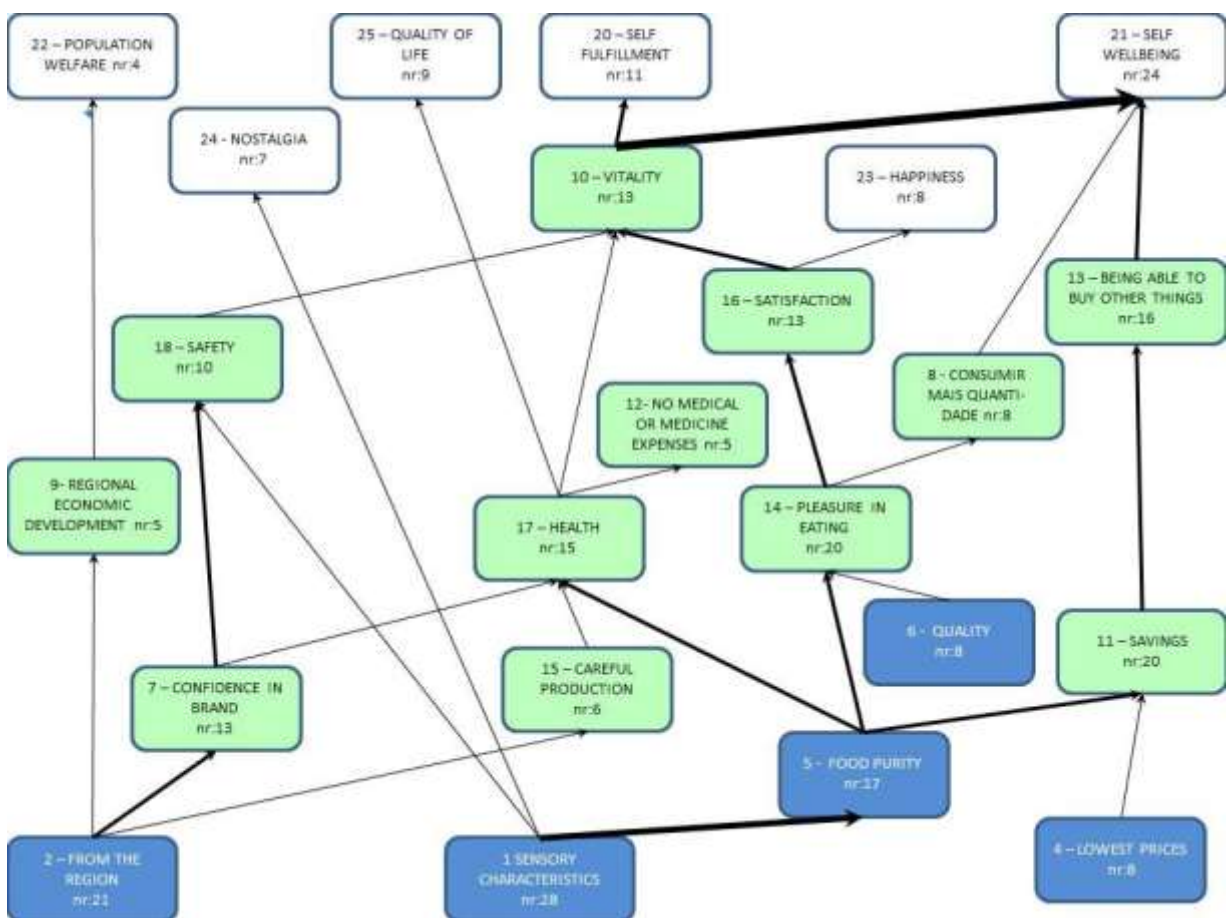 22 – POPULATION
WELFARE nr:4
25 – QUALITY OF
LIFE
nr:9
20 – SELF
FULFILLMENT
nr:11
21 – SELF
WELLBEING
nr:24
24 - NOSTALGIA
nr:7
10 – VITALITY
nr:13
23 – HAPPINESS
nr:8
16 – SATISFACTION
nr:13
13 – BEING ABLE TO
BUY OTHER THINGS
nr:16
18 – SAFETY
nr:10
8 - CONSUMIR
MAIS QUANTI-
DADE nr:8
12- NO MEDICAL
OR MEDICINE
EXPENSES nr:5
9- REGIONAL
ECONOMIC
DEVELOPMENT nr:5
17 – HEALTH
nr:15
14 – PLEASURE IN
EATING
nr:20
6 - QUALITY
nr:8
11 – SAVINGS
nr:20
7 – CONFIDENCE IN
BRAND
nr:13
15 – CAREFUL
PRODUCTION
nr:6
5 - FOOD PURITY
nr:17
2 – FROM THE
REGION
nr:21
1 SENSORY
CHARACTERISTICS
nr:28
4 – LOWEST PRICES
nr:8